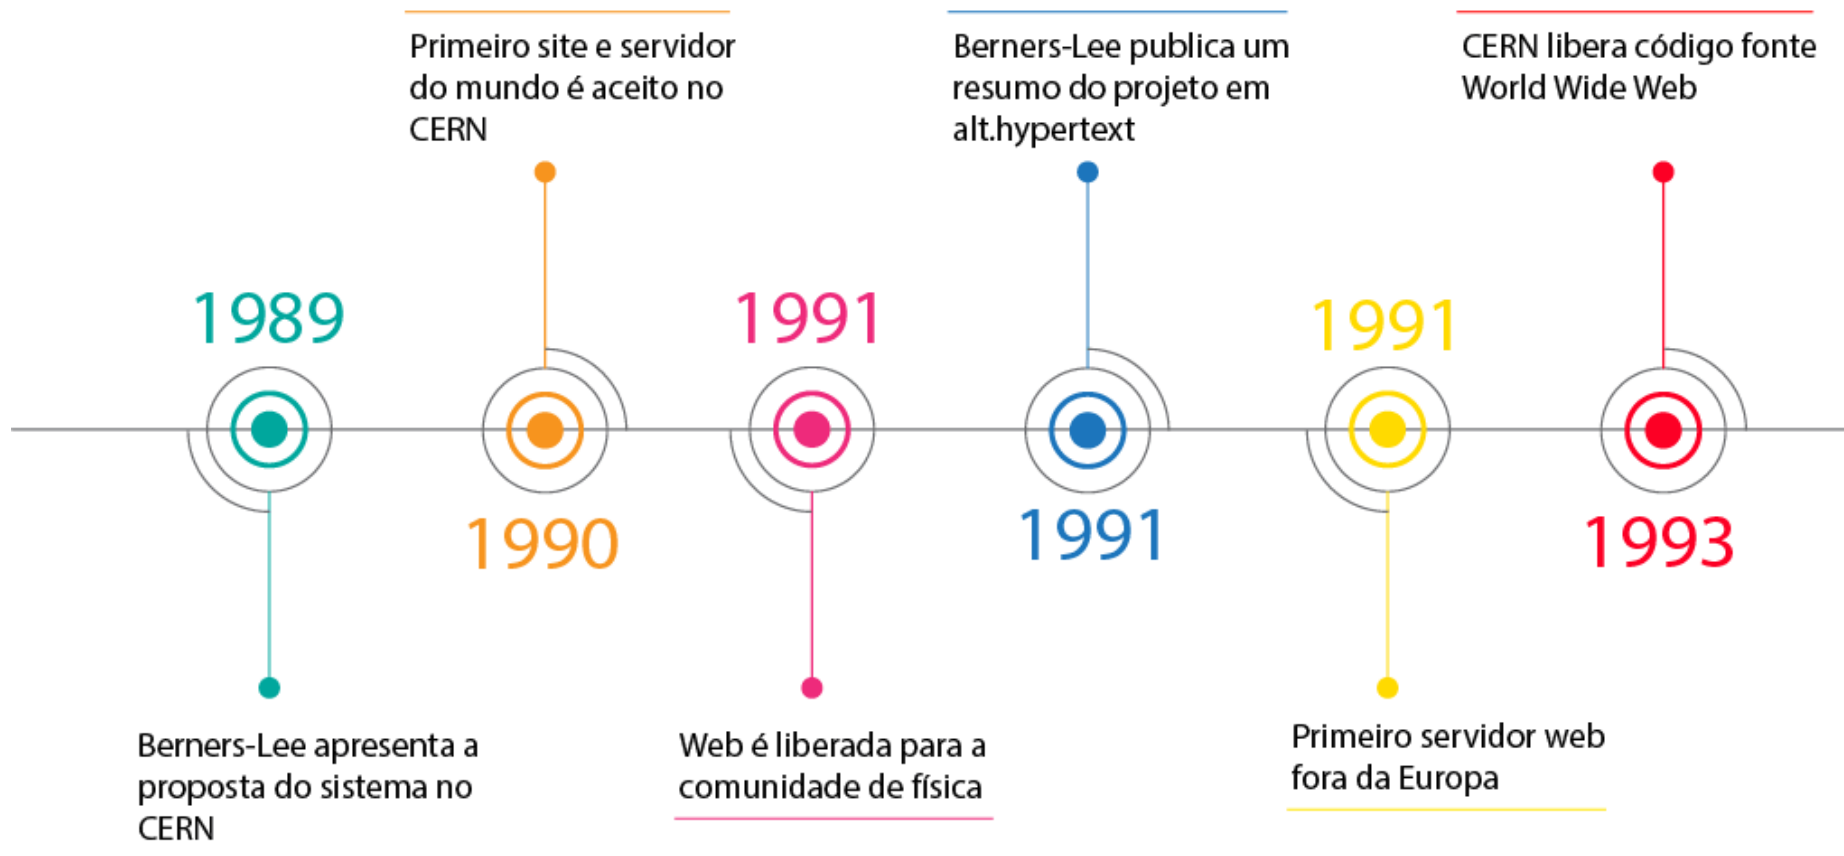 Primeiro site e servidor
do mundo é aceito no
CERN
Berners-Lee publica um
resumo do projeto em
alt.hypertext
CERN libera código fonte
World Wide Web
1989
1990
1991
1991
1991
1993
Berners-Lee apresenta a
proposta do sistema no
CERN
Web é liberada para a
comunidade de física
Primeiro servidor web
fora da Europa